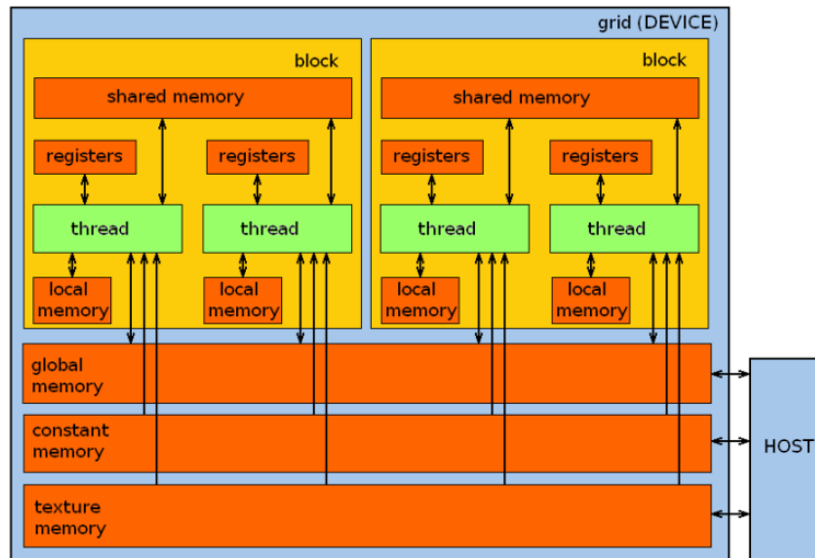 grid (DEVICE)
block
block
shared memory
shared memory
registers
registers
registers
registers
thread
thread
thread
thread
local
memory
local
memory
local
memory
local
memory
global
memory
constant
memory
HOST
texture
memory